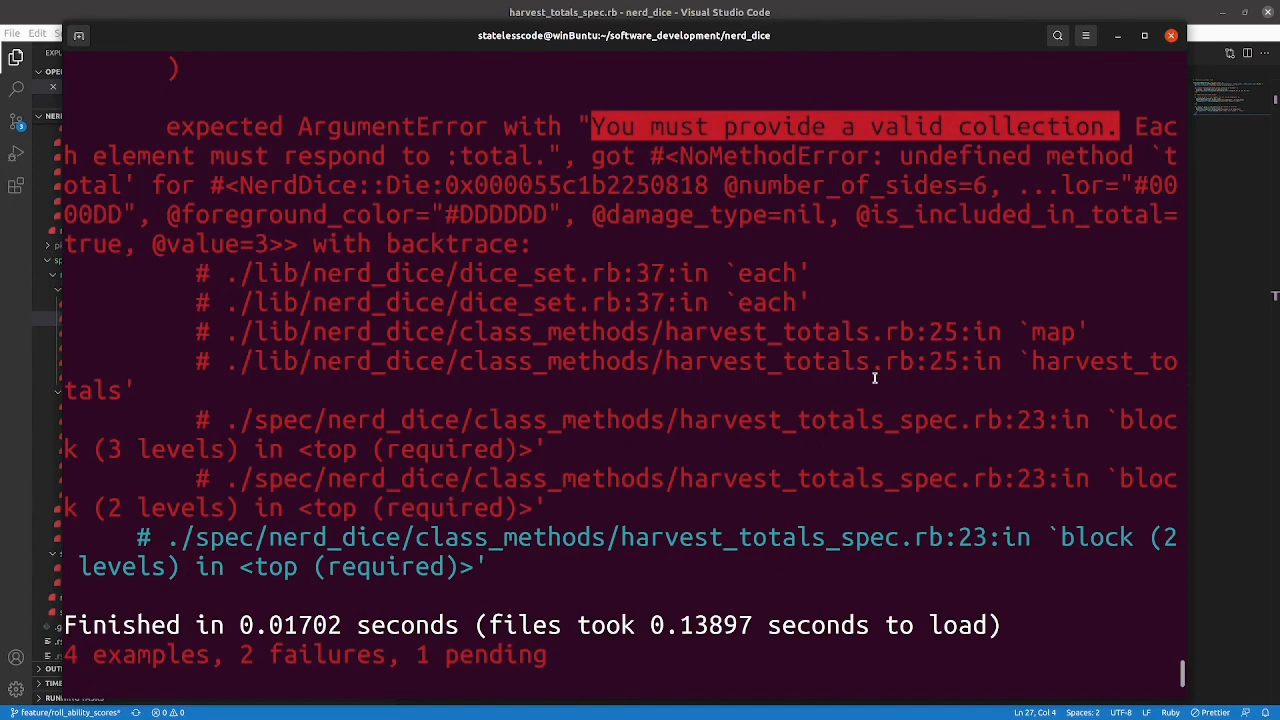 harvest_totals_spec.rb - nerd_dice - Visual Studio Code
File Edit
statelesscode@winBuntu:~/software_development/nerd_dice
)
expected ArgumentError with "You must provide a valid collection. Eac
h element must respond to :total.", got #<NoMethodError: undefined method `t
otal' for #<NerdDice::Die:0x000055c1b2250818 @number_of_sides=6, ...lor="#00
00DD", @foreground_color="#DDDDDD", @damage_type=nil, @is_included_in_total=
true, @value=3>> with backtrace:
# ./lib/nerd_dice/dice_set.rb:37:in `each'
# ./lib/nerd_dice/dice_set.rb:37:in `each'
# ./lib/nerd_dice/class_methods/harvest_totals.rb:25:in `map'
# ./lib/nerd_dice/class_methods/harvest_totals.rb:25:in `harvest_to
tals'
# ./spec/nerd_dice/class_methods/harvest_totals_spec.rb:23:in `bloc
k (3 levels) in <top (required)>'
# ./spec/nerd_dice/class_methods/harvest_totals_spec.rb:23:in `bloc
k (2 levels) in <top (required)>'
# ./spec/nerd_dice/class_methods/harvest_totals_spec.rb:23:in `block (2
levels) in <top (required)>'
Finished in 0.01702 seconds (files took 0.13897 seconds to load)
4 examples, 2 failures, 1 pending
feature/roll_ability_scores* 0 0
Ln 27, Col 4 Spaces: 2 UTF-8 LF Ruby Prettier